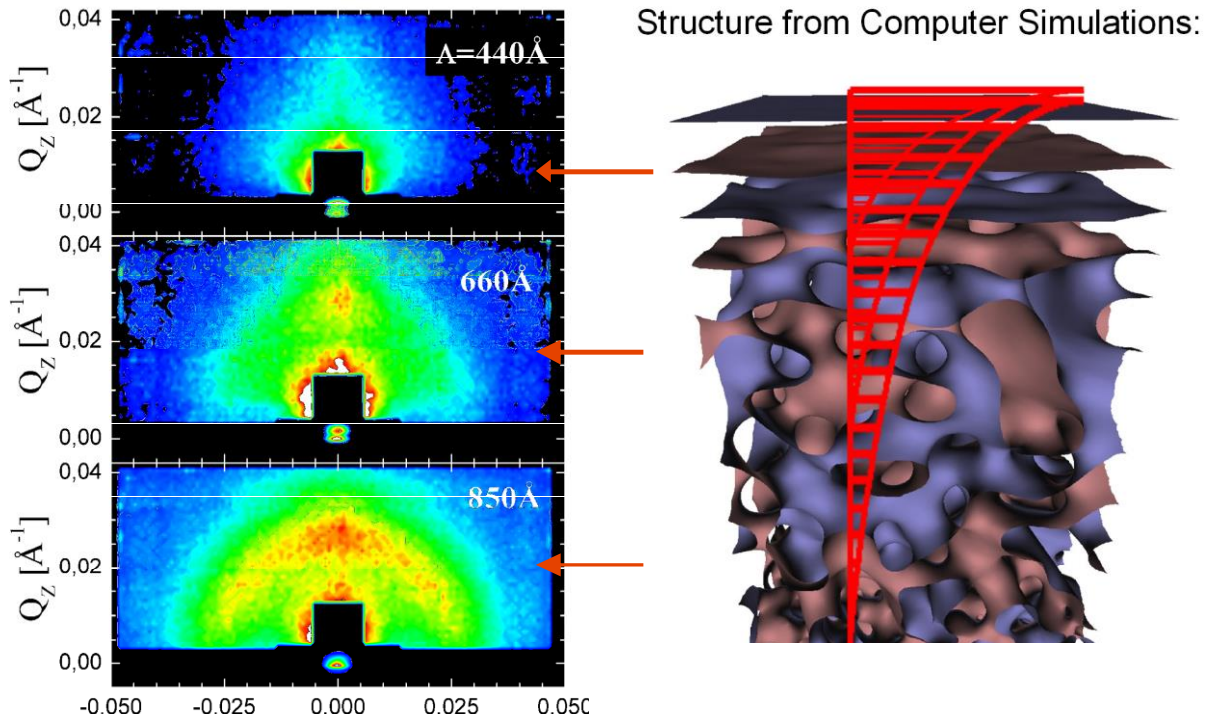 Structure from Computer Simulations:
0,04
Λ=440Å
0,02
Q_Z [Å⁻¹]
0,00
0,04
660Å
0,02
Q_Z [Å⁻¹]
0,00
0,04
850Å
0,02
Q_Z [Å⁻¹]
0,00
-0.050 -0.025 0.000 0.025 0.050